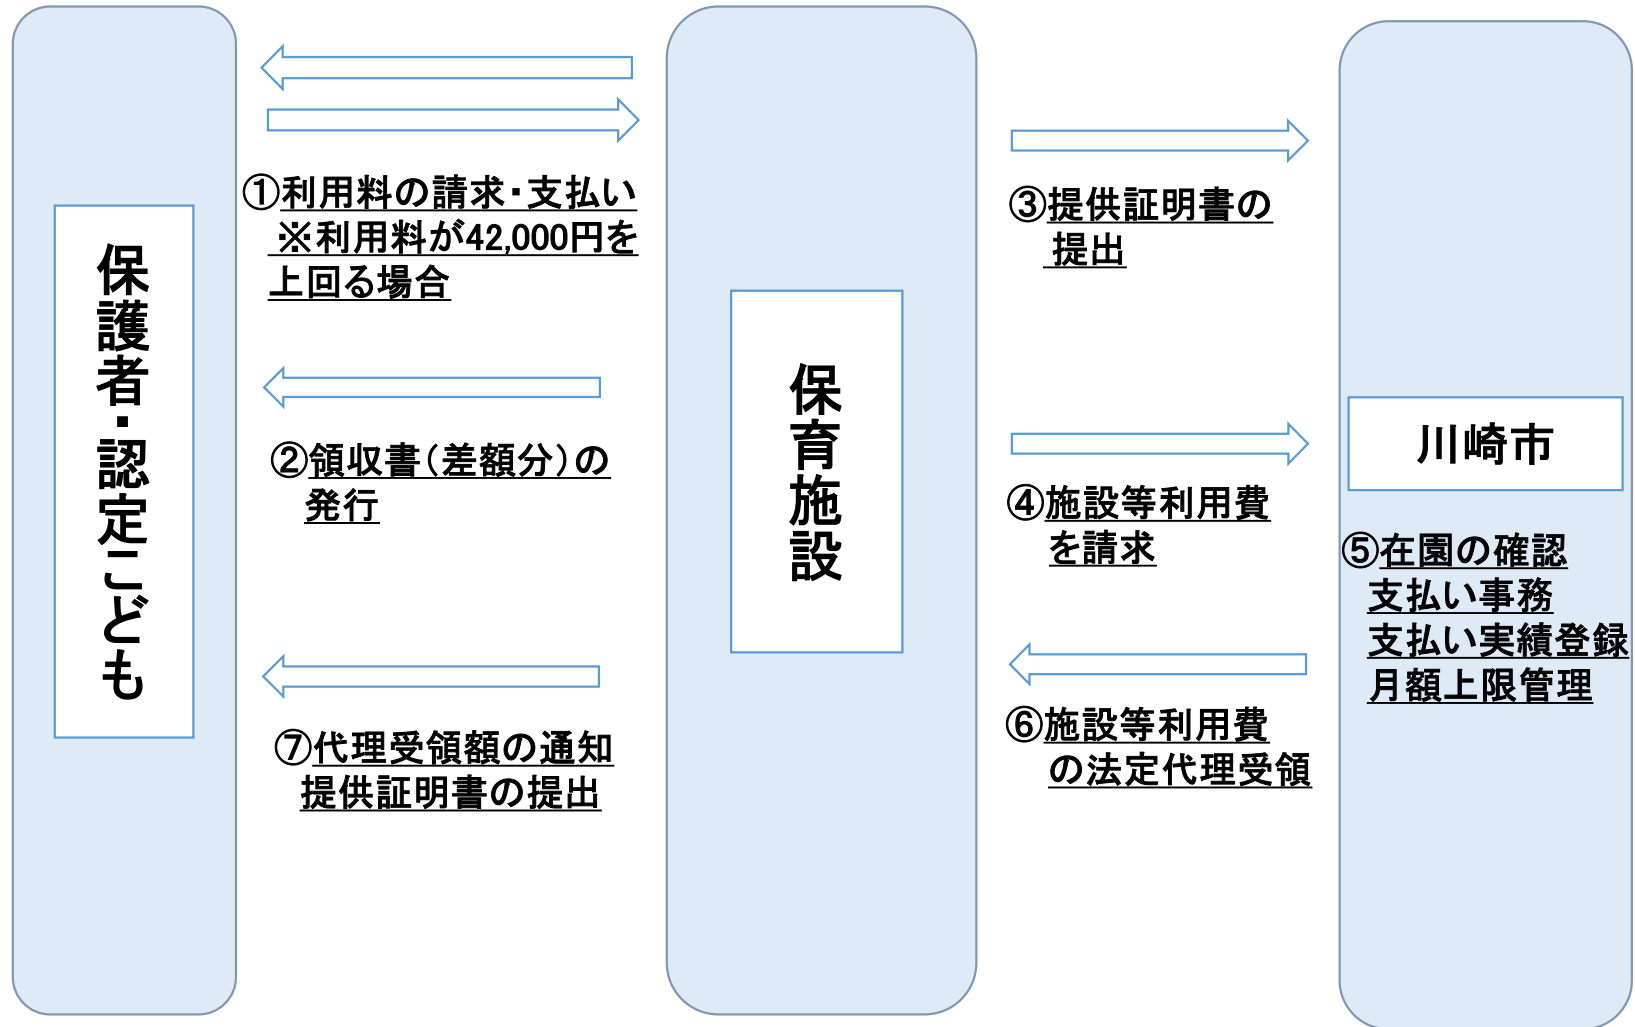 保護者・認定こども
①利用料の請求・支払い
※利用料が42,000円を
上回る場合
②領収書（差額分）の
発行
⑦代理受領額の通知
提供証明書の提出
保育施設
③提供証明書の
提出
④施設等利用費
を請求
⑥施設等利用費
の法定代理受領
川崎市
⑤在園の確認
支払い事務
支払い実績登録
月額上限管理